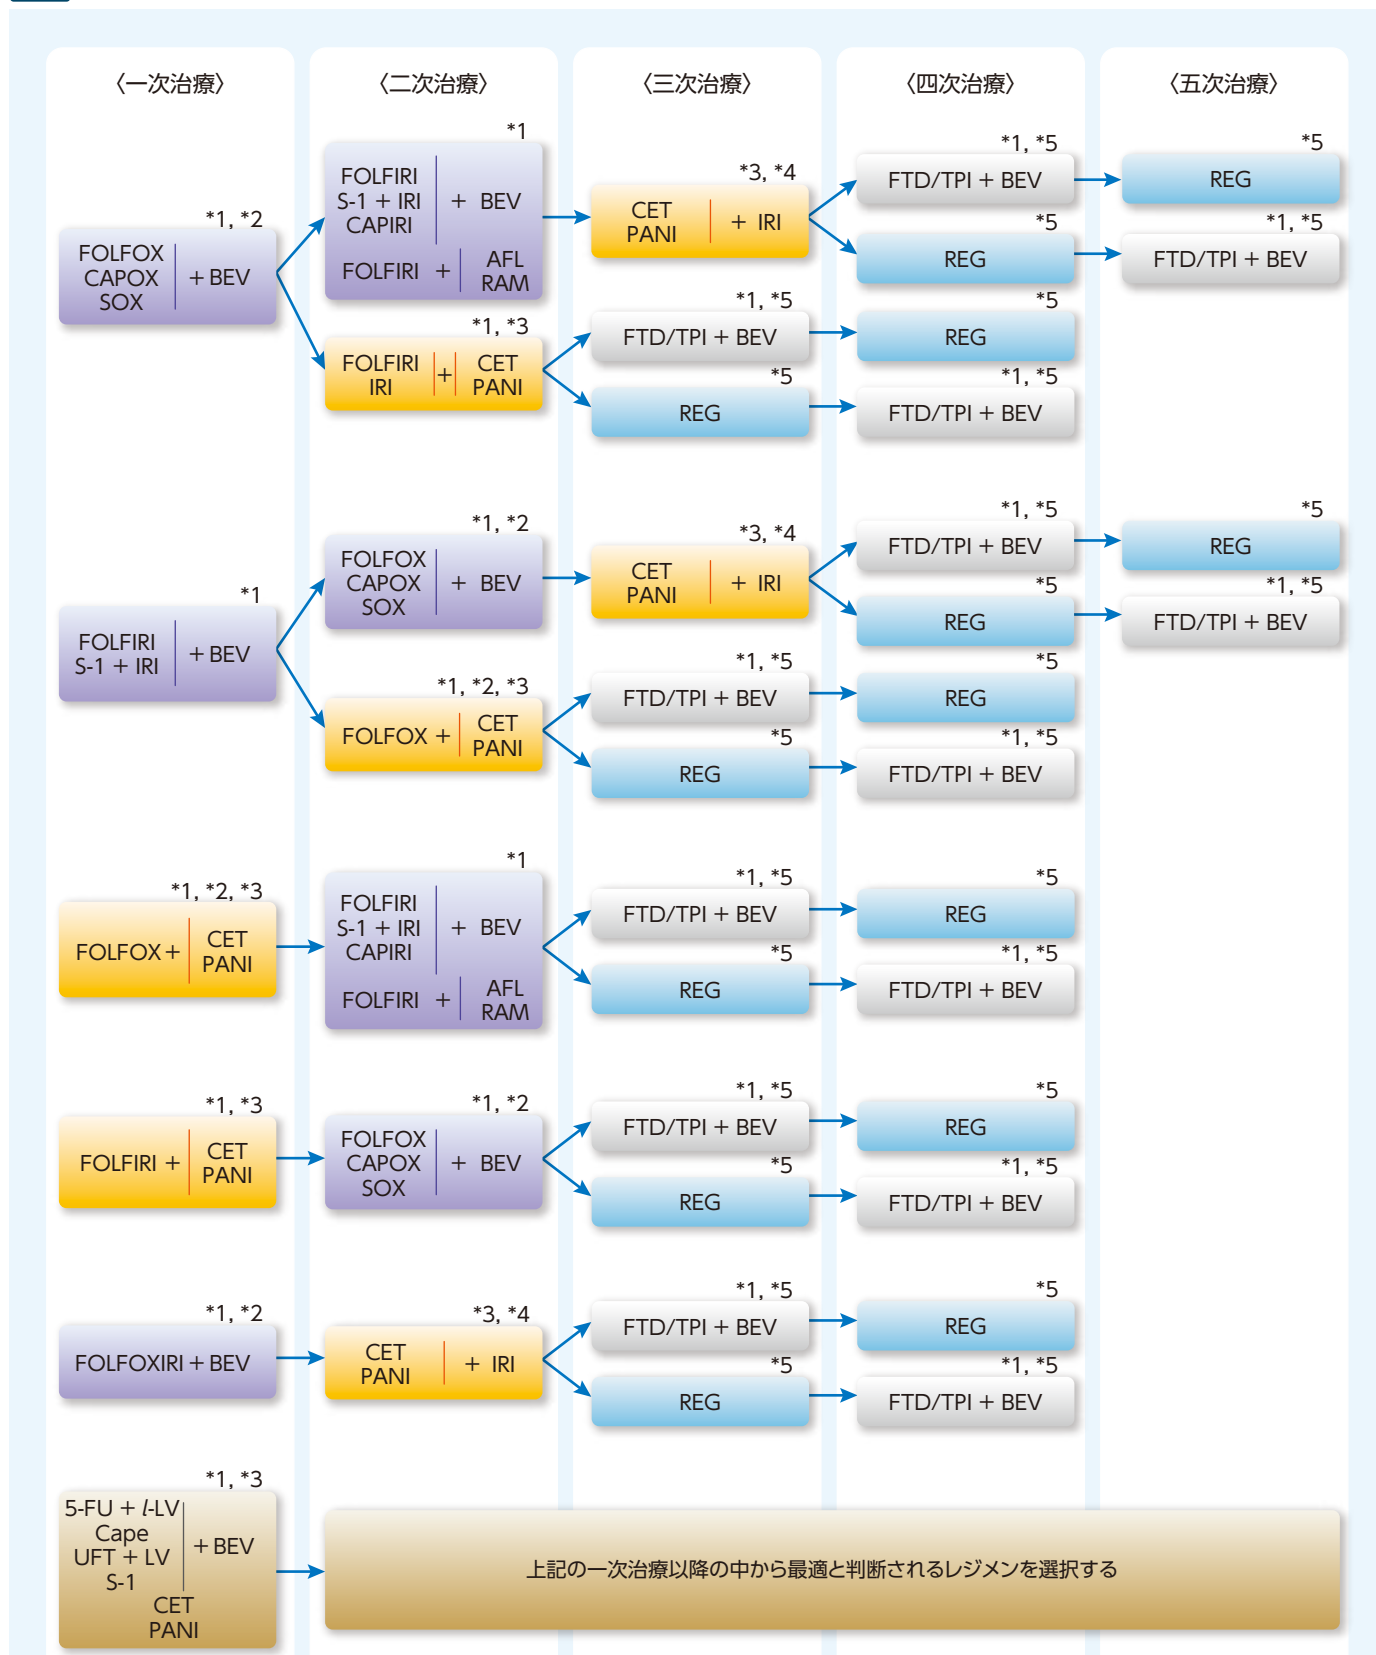 〈一次治療〉
〈二次治療〉
〈三次治療〉
〈四次治療〉
〈五次治療〉
*1, *2
FOLFOX
CAPOX
SOX
+ BEV
*1
FOLFIRI
S-1 + IRI
CAPIRI
+ BEV
FOLFIRI +
AFL
RAM
*3, *4
CET
PANI
+ IRI
*1, *5
FTD/TPI + BEV
*5
REG
*5
REG
*1, *5
FTD/TPI + BEV
*1, *3
FOLFIRI
IRI
+
CET
PANI
*1, *5
FTD/TPI + BEV
*5
REG
*5
REG
*1, *5
FTD/TPI + BEV
*1
FOLFIRI
S-1 + IRI
+ BEV
*1, *2
FOLFOX
CAPOX
SOX
+ BEV
*3, *4
CET
PANI
+ IRI
*1, *5
FTD/TPI + BEV
*5
REG
*5
REG
*1, *5
FTD/TPI + BEV
*1, *2, *3
FOLFOX +
CET
PANI
*1, *5
FTD/TPI + BEV
*5
REG
*5
REG
*1, *5
FTD/TPI + BEV
*1, *2, *3
FOLFOX +
CET
PANI
*1
FOLFIRI
S-1 + IRI
CAPIRI
+ BEV
FOLFIRI +
AFL
RAM
*1, *5
FTD/TPI + BEV
*5
REG
*5
REG
*1, *5
FTD/TPI + BEV
*1, *3
FOLFIRI +
CET
PANI
*1, *2
FOLFOX
CAPOX
SOX
+ BEV
*1, *5
FTD/TPI + BEV
*5
REG
*5
REG
*1, *5
FTD/TPI + BEV
*1, *2
FOLFOXIRI + BEV
*3, *4
CET
PANI
+ IRI
*1, *5
FTD/TPI + BEV
*5
REG
*5
REG
*1, *5
FTD/TPI + BEV
*1, *3
5-FU + l-LV
Cape
UFT + LV
S-1
+ BEV
CET
PANI
上記の一次治療以降の中から最適と判断されるレジメンを選択する